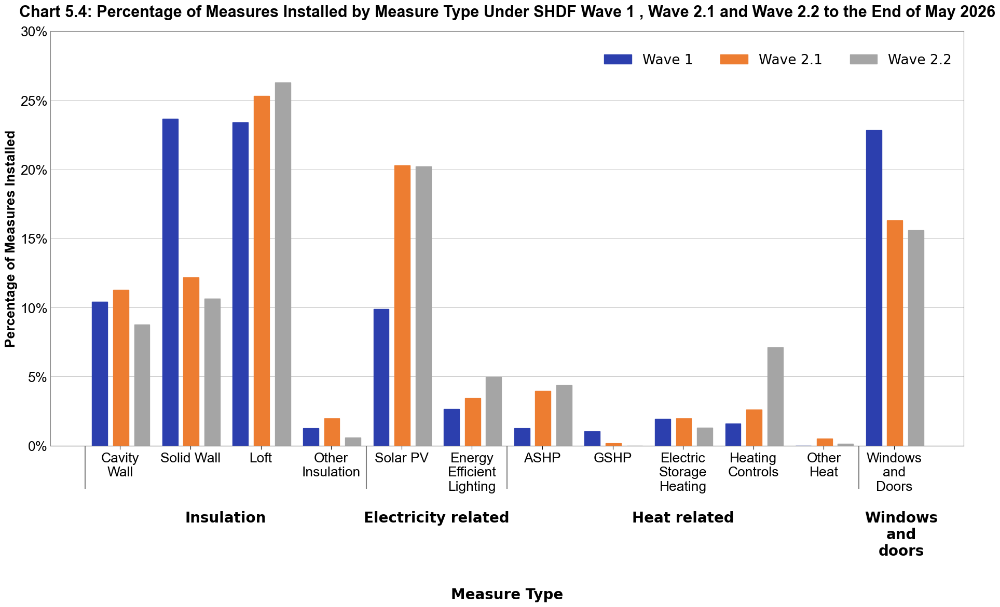 Chart 5.4: Percentage of Measures Installed by Measure Type Under SHDF Wave 1 , Wave 2.1 and Wave 2.2 to the End of May 2026
Wave 1
Wave 2.1
Wave 2.2
Percentage of Measures Installed
30%
25%
20%
15%
10%
5%
0%
Cavity
Wall
Solid Wall
Loft
Other
Insulation
Solar PV
Energy
Efficient
Lighting
ASHP
GSHP
Electric
Storage
Heating
Heating
Controls
Other
Heat
Windows
and
Doors
Insulation
Electricity related
Heat related
Windows
and
doors
Measure Type